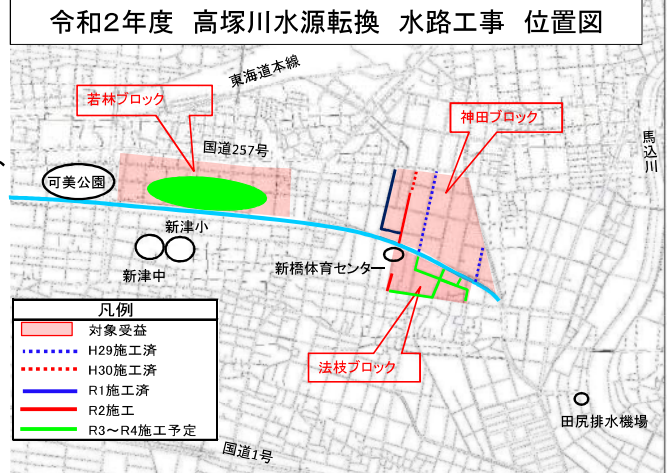 令和２年度　高塚川水源転換　水路工事　位置図
東海道本線
若林ブロック
神田ブロック
馬込川
国道257号
可美公園
新津小
新津中
新橋体育センター
凡例
対象受益
H29施工済
H30施工済
R1施工済
R2施工
R3～R4施工予定
法枝ブロック
田尻排水機場
国道1号